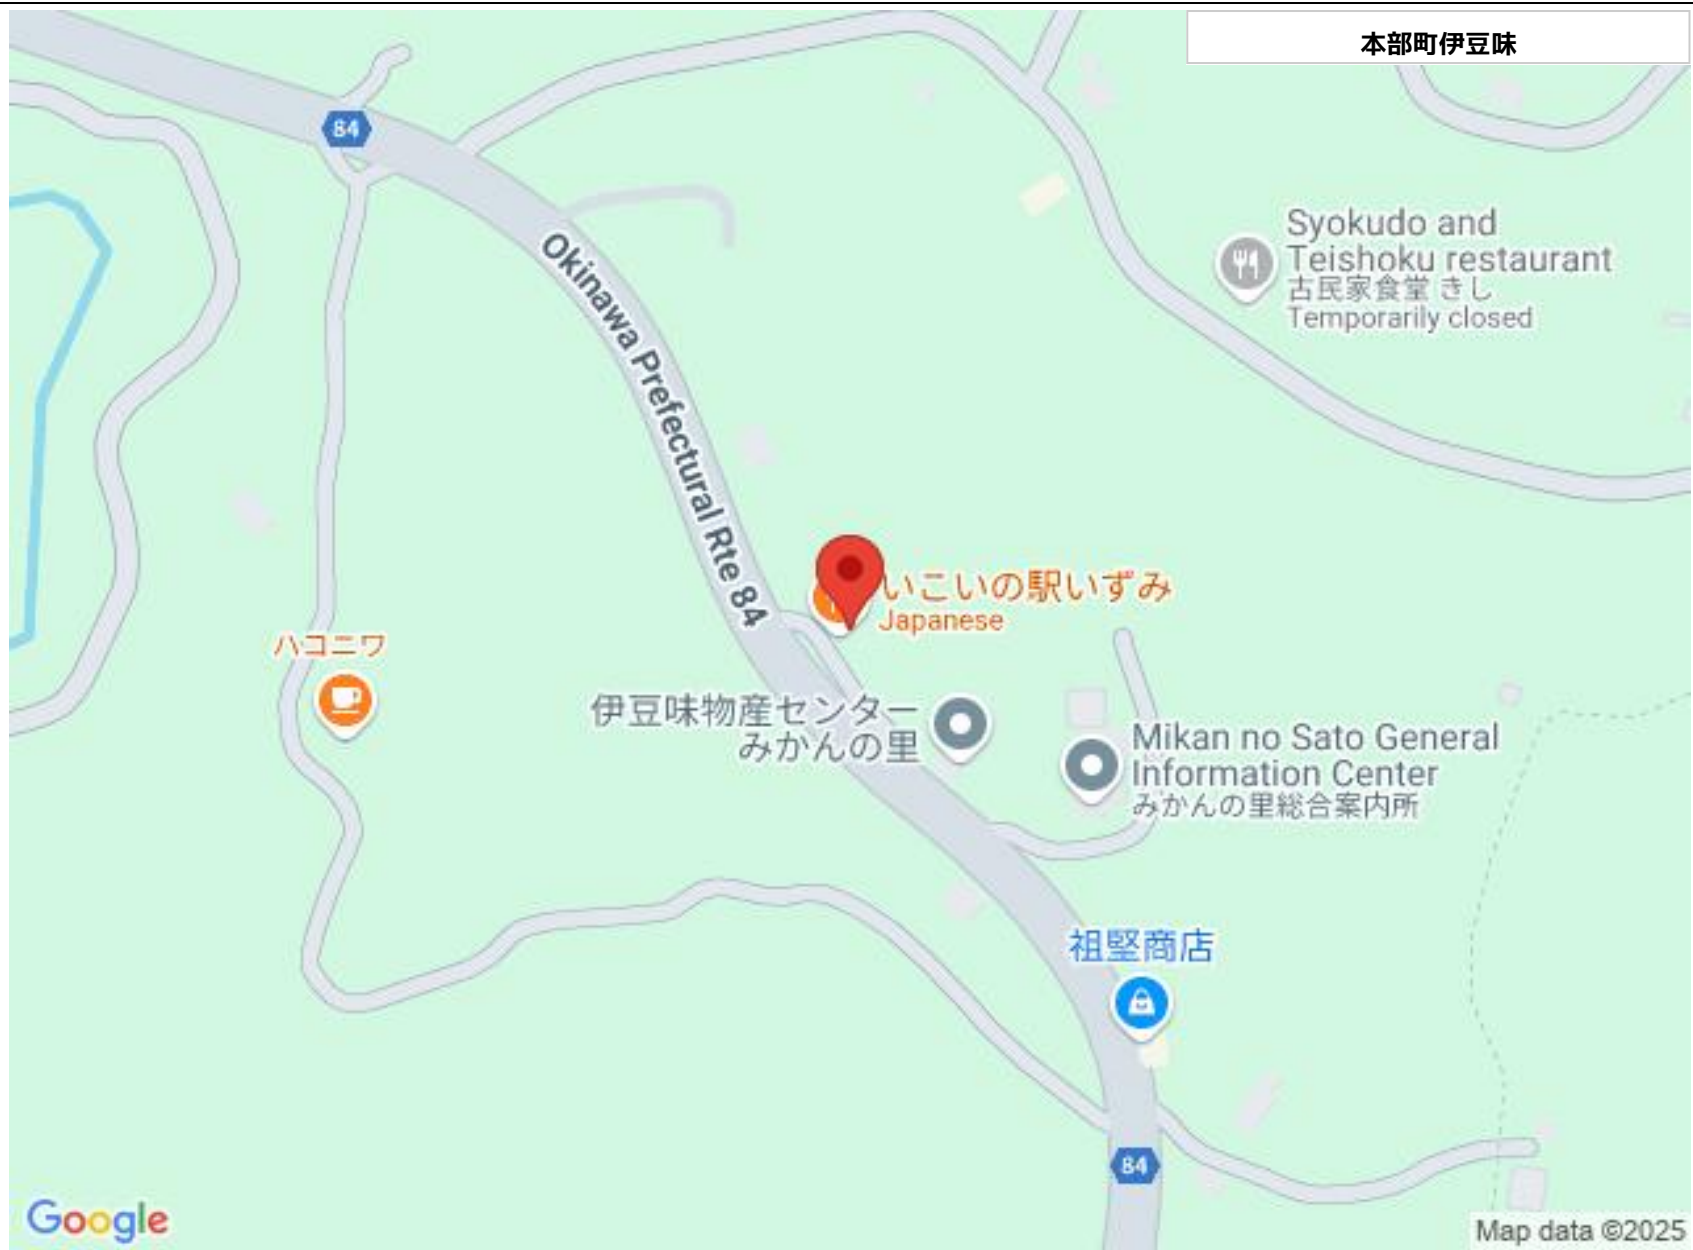 本部町伊豆味
84
Okinawa Prefectural Rte 84
Syokudo and
Teishoku restaurant
古民家食堂 きし
Temporarily closed
いこいの駅いずみ
Japanese
ハコニワ
伊豆味物産センター
みかんの里
Mikan no Sato General
Information Center
みかんの里総合案内所
祖堅商店
84
Google
Map data ©2025